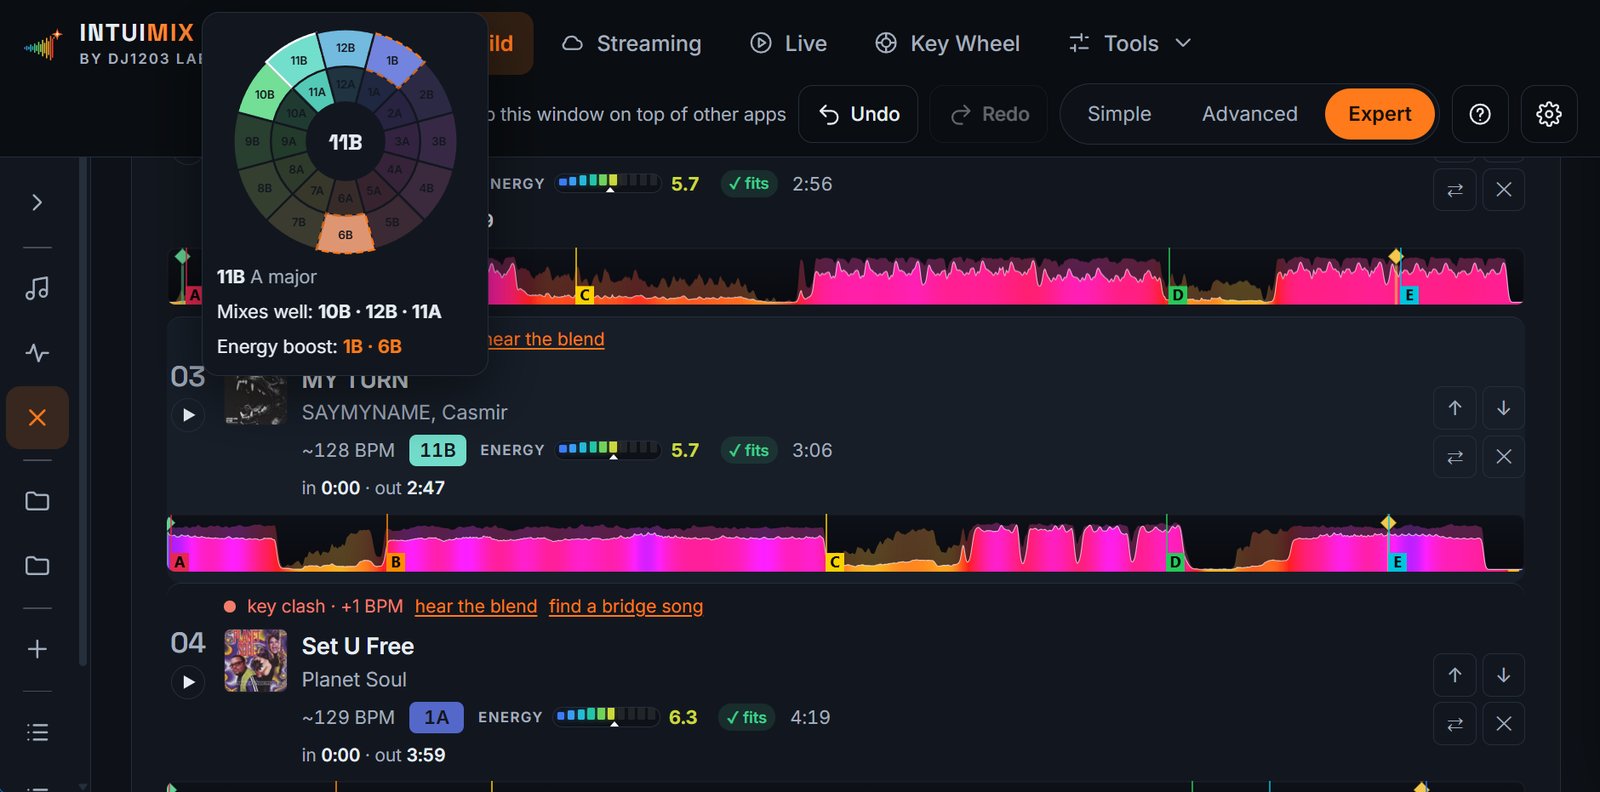 INTUIMIX
BY DJ1203 LA
ild
Streaming
Live
Key Wheel
Tools
this window on top of other apps
Undo
Redo
Simple
Advanced
Expert
12B
11B
1B
10B
2B
12A
11A
1A
10A
2A
9B
9A
11B
3A
3B
8B
8A
4A
4B
7A
6A
5A
7B
5B
6B
11B A major
Mixes well: 10B · 12B · 11A
Energy boost: 1B · 6B
NERGY
5.7
✓ fits
2:56
9
A
C
D
E
hear the blend
03
MY TURN
SAYMYNAME, Casmir
~128 BPM
11B
ENERGY
5.7
✓ fits
3:06
in 0:00 · out 2:47
A
B
C
D
E
key clash · +1 BPM hear the blend find a bridge song
04
Set U Free
Planet Soul
~129 BPM
1A
ENERGY
6.3
✓ fits
4:19
in 0:00 · out 3:59